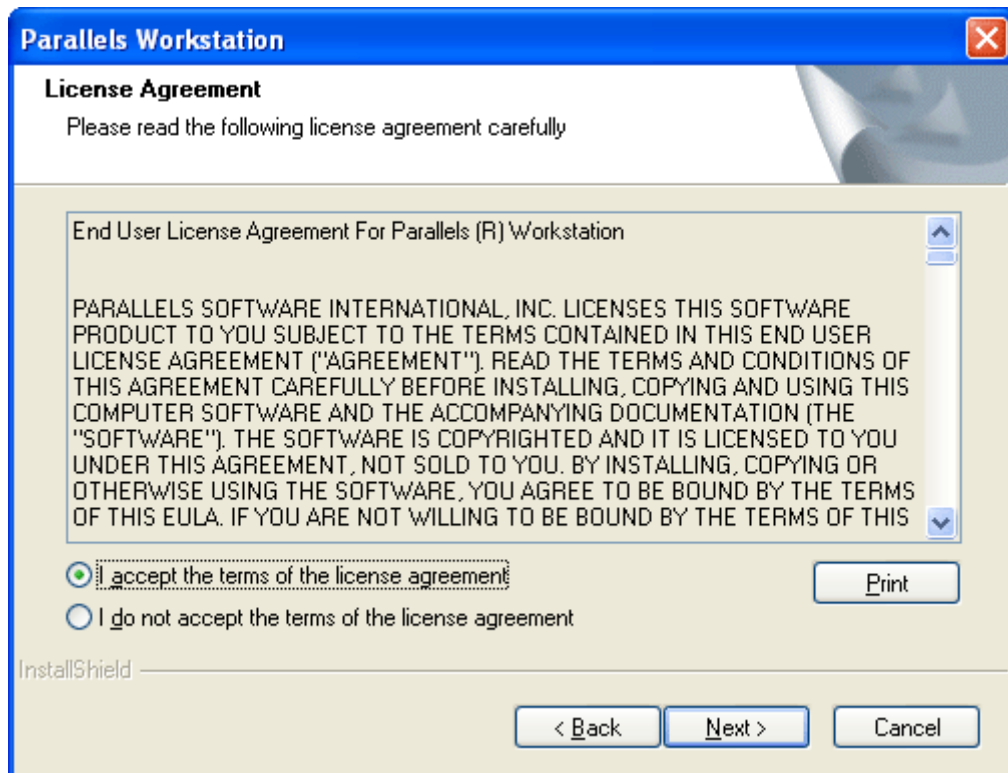 Parallels Workstation
License Agreement
Please read the following license agreement carefully
End User License Agreement For Parallels (R) Workstation
PARALLELS SOFTWARE INTERNATIONAL, INC. LICENSES THIS SOFTWARE
PRODUCT TO YOU SUBJECT TO THE TERMS CONTAINED IN THIS END USER
LICENSE AGREEMENT ("AGREEMENT"). READ THE TERMS AND CONDITIONS OF
THIS AGREEMENT CAREFULLY BEFORE INSTALLING, COPYING AND USING THIS
COMPUTER SOFTWARE AND THE ACCOMPANYING DOCUMENTATION (THE
"SOFTWARE"). THE SOFTWARE IS COPYRIGHTED AND IT IS LICENSED TO YOU
UNDER THIS AGREEMENT, NOT SOLD TO YOU. BY INSTALLING, COPYING OR
OTHERWISE USING THE SOFTWARE, YOU AGREE TO BE BOUND BY THE TERMS
OF THIS EULA. IF YOU ARE NOT WILLING TO BE BOUND BY THE TERMS OF THIS
I accept the terms of the license agreement
Print
I do not accept the terms of the license agreement
InstallShield
< Back Next > Cancel